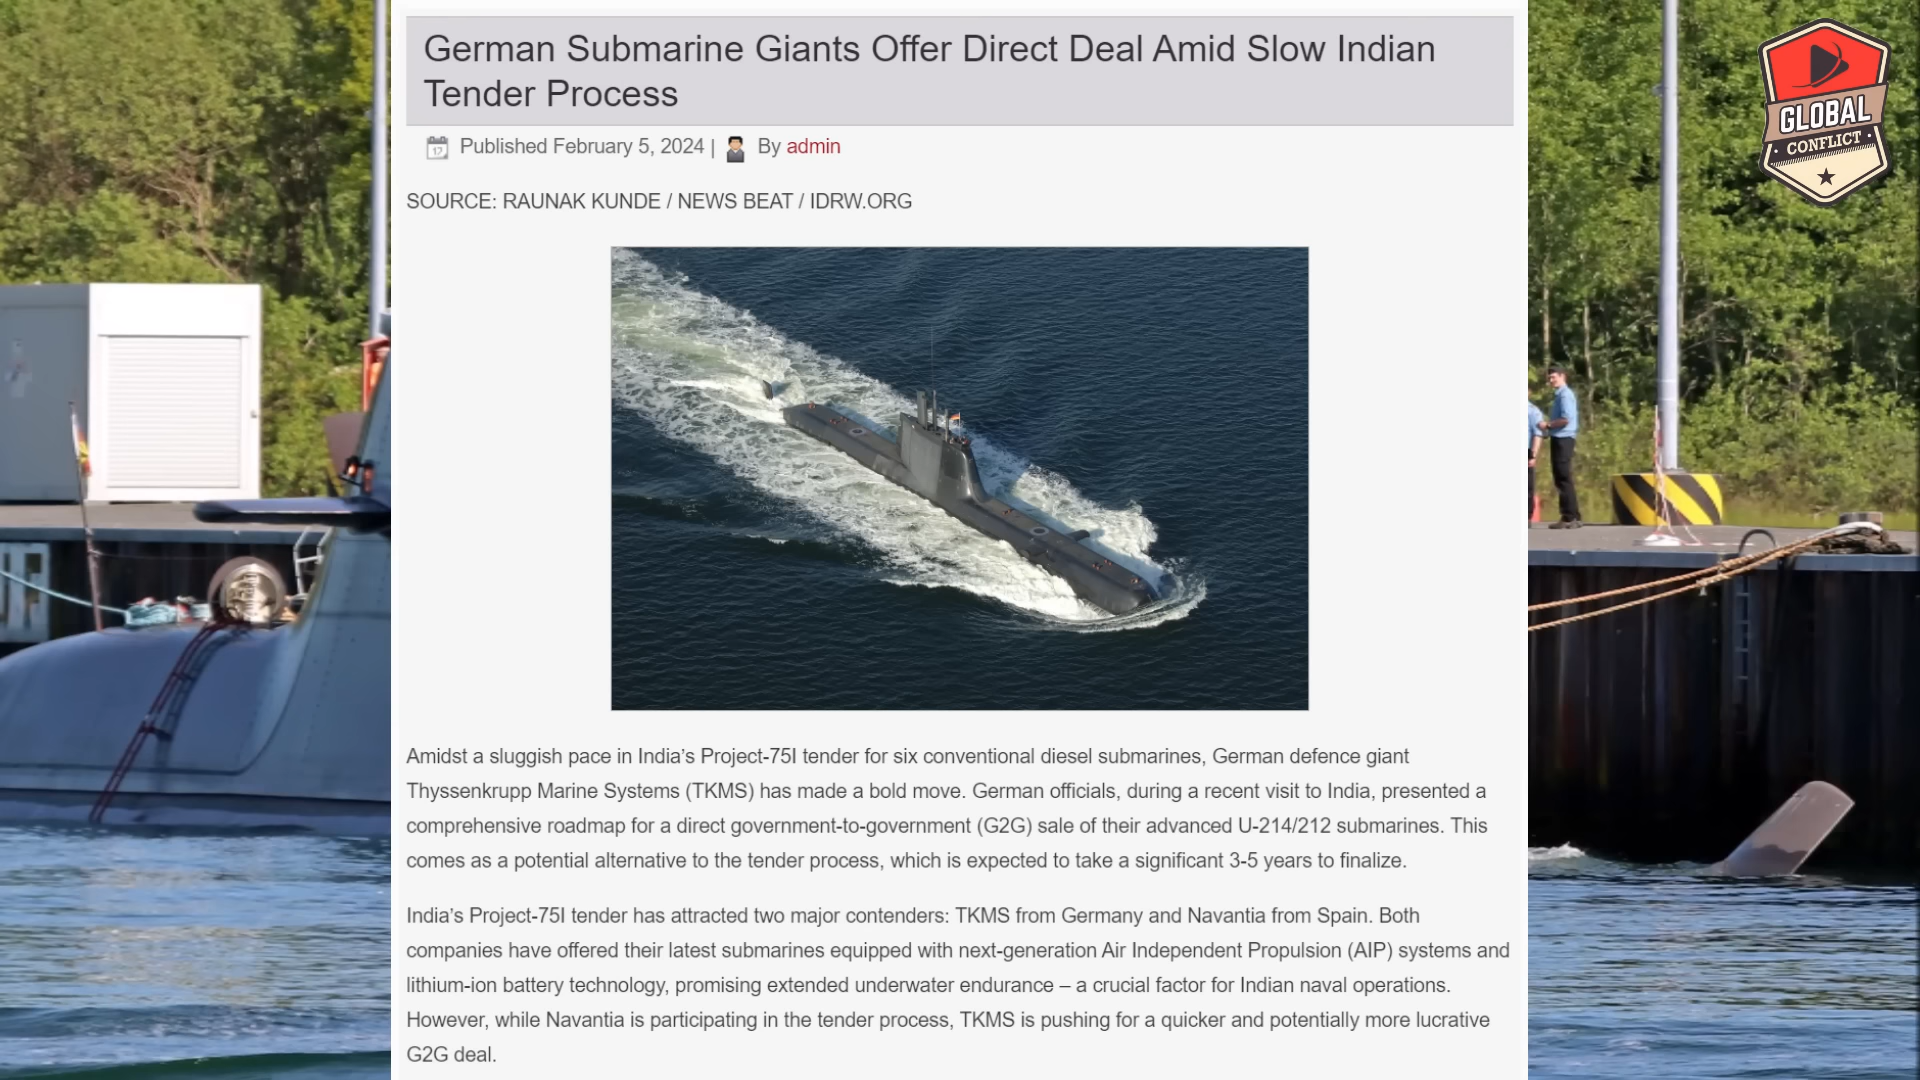 German Submarine Giants Offer Direct Deal Amid Slow Indian
Tender Process
17 Published February 5, 2024 | By admin
SOURCE: RAUNAK KUNDE / NEWS BEAT / IDRW.ORG
Amidst a sluggish pace in India’s Project-75I tender for six conventional diesel submarines, German defence giant
Thyssenkrupp Marine Systems (TKMS) has made a bold move. German officials, during a recent visit to India, presented a
comprehensive roadmap for a direct government-to-government (G2G) sale of their advanced U-214/212 submarines. This
comes as a potential alternative to the tender process, which is expected to take a significant 3-5 years to finalize.
India’s Project-75I tender has attracted two major contenders: TKMS from Germany and Navantia from Spain. Both
companies have offered their latest submarines equipped with next-generation Air Independent Propulsion (AIP) systems and
lithium-ion battery technology, promising extended underwater endurance – a crucial factor for Indian naval operations.
However, while Navantia is participating in the tender process, TKMS is pushing for a quicker and potentially more lucrative
G2G deal.
GLOBAL
CONFLICT